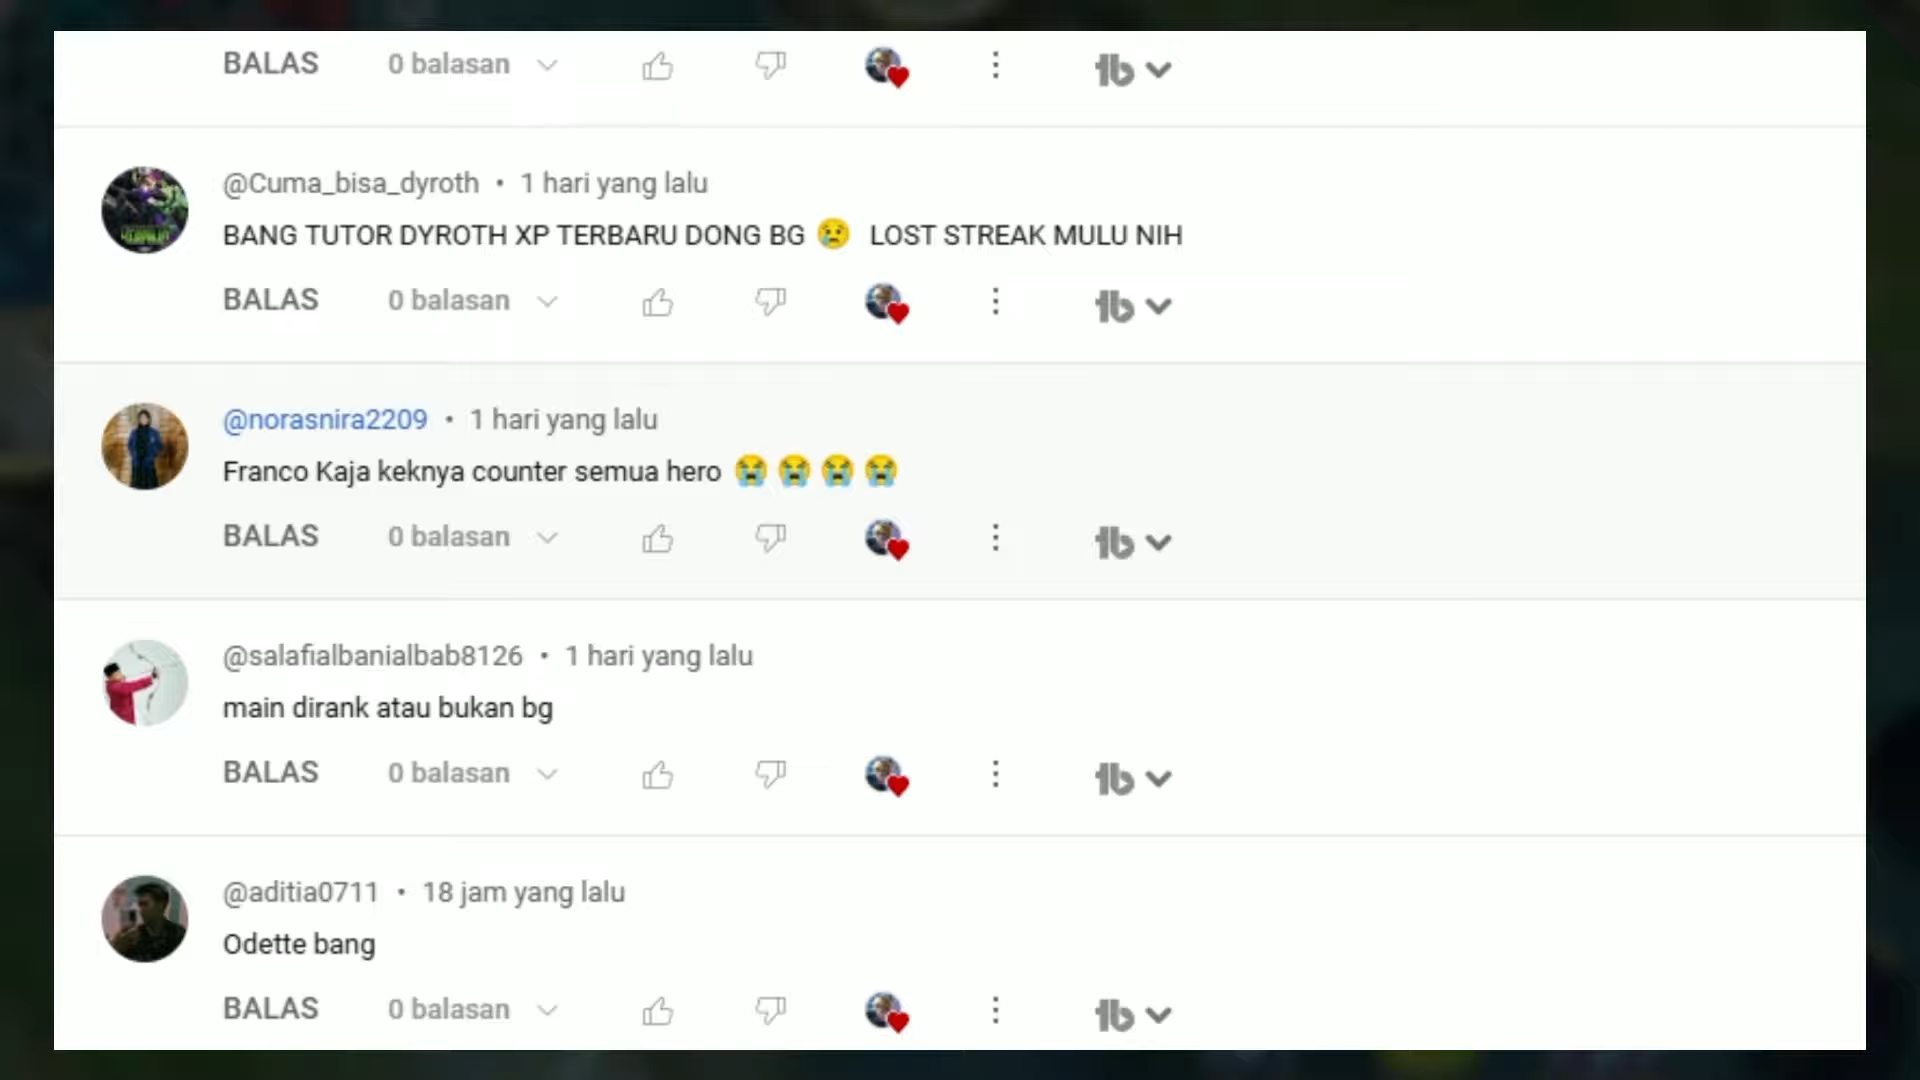 BALAS 0 balasan
@Cuma_bisa_dyroth • 1 hari yang lalu
BANG TUTOR DYROTH XP TERBARU DONG BG 😢 LOST STREAK MULU NIH
BALAS 0 balasan
@norasnira2209 • 1 hari yang lalu
Franco Kaja keknya counter semua hero 😭😭😭😭
BALAS 0 balasan
@salafialbanialbab8126 • 1 hari yang lalu
main dirank atau bukan bg
BALAS 0 balasan
@aditia0711 • 18 jam yang lalu
Odette bang
BALAS 0 balasan